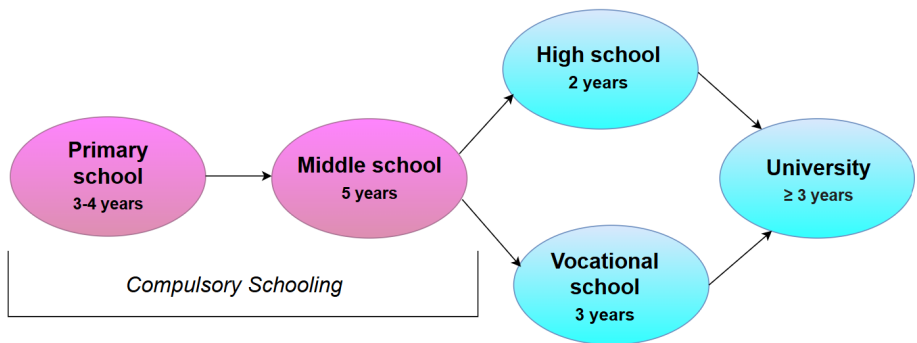 Primary
school
3-4 years
Middle school
5 years
High school
2 years
Vocational
school
3 years
University
≥ 3 years
Compulsory Schooling